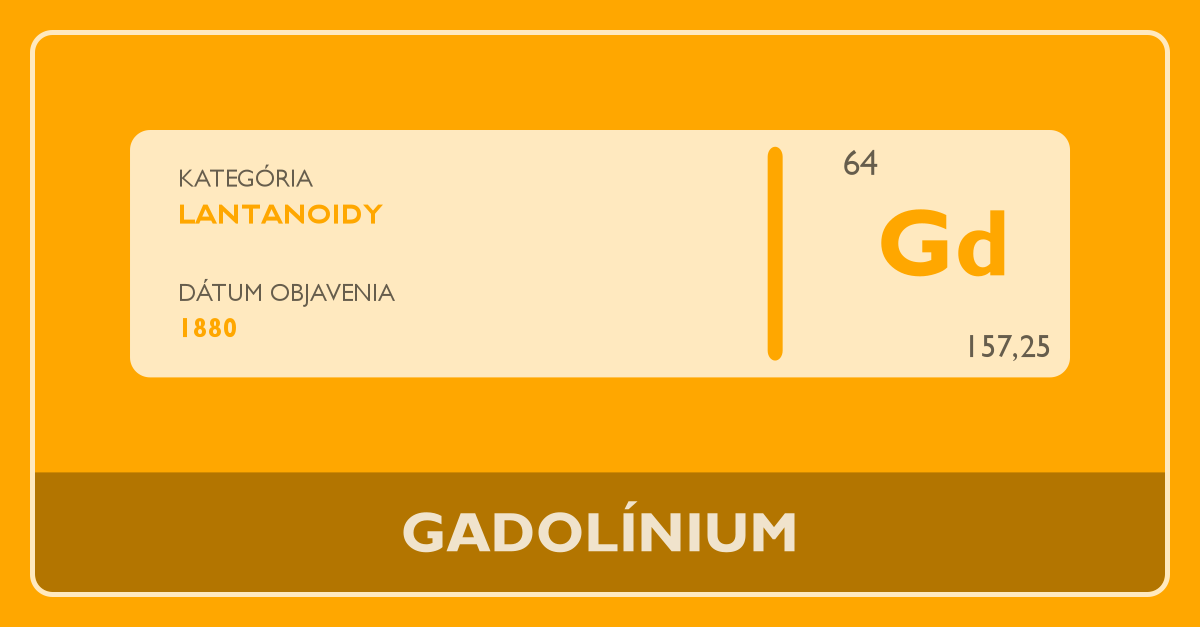 KATEGÓRIA
LANTANOIDY
DÁTUM OBJAVENIA
1880
64
Gd
157,25
GADOLÍNIUM